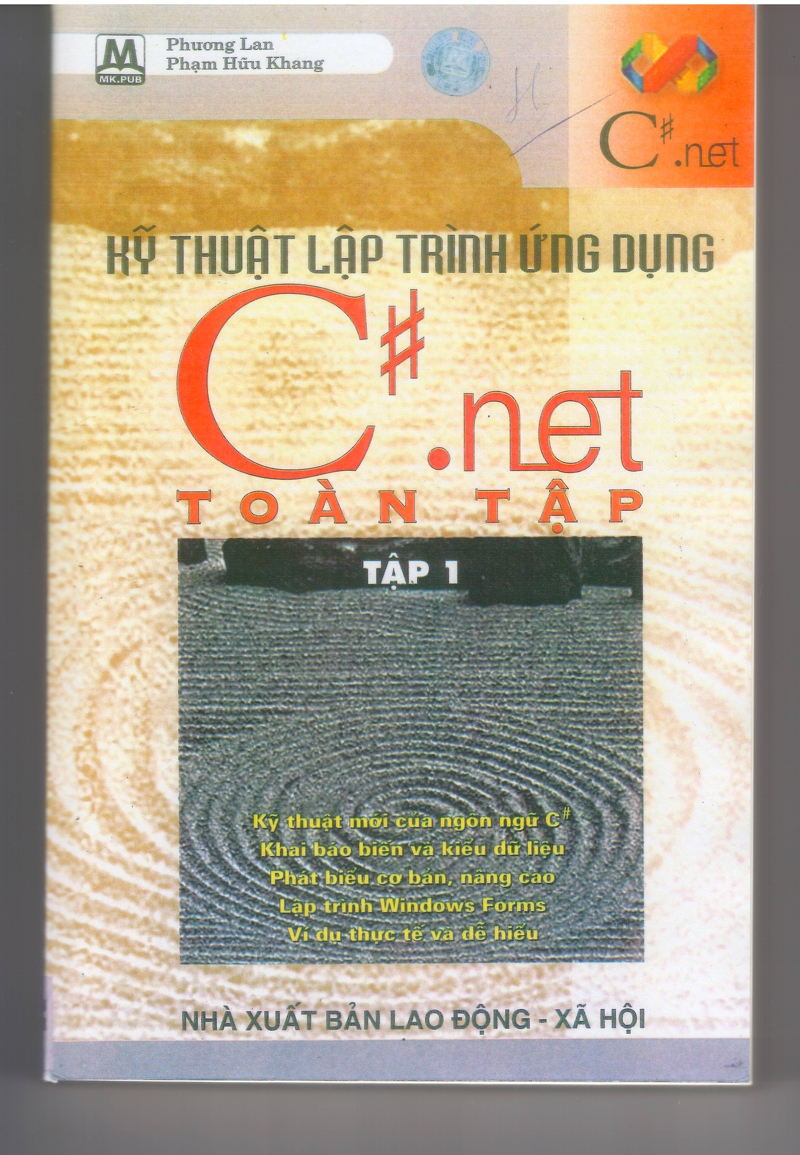 M
MK.PUB
Phương Lan
Phạm Hữu Khang
C#.net
KỸ THUẬT LẬP TRÌNH ỨNG DỤNG
C#.net
TOÀN TẬP
TẬP 1
Kỹ thuật mới của ngôn ngữ C#
Khai báo biến và kiểu dữ liệu
Phát biểu cơ bản, nâng cao
Lập trình Windows Forms
Ví dụ thực tế và dễ hiểu
NHÀ XUẤT BẢN LAO ĐỘNG - XÃ HỘI